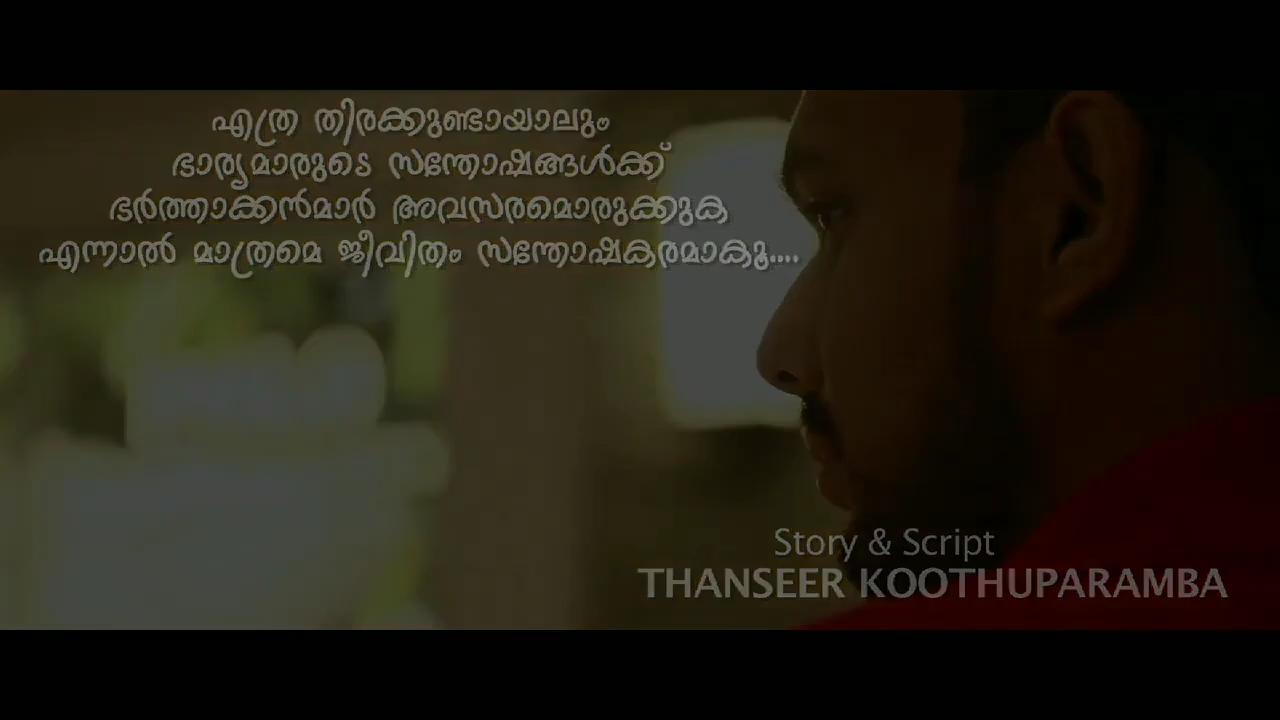 എത്ര തിരക്കുണ്ടായാലും
ഭാര്യമാരുടെ സന്തോഷങ്ങൾക്ക്
ഭർത്താക്കൻമാർ അവസരമൊരുക്കുക
എന്നാൽ മാത്രമെ ജീവിതം സന്തോഷകരമാകൂ....
Story & Script
THANSEER KOOTHUPARAMBA